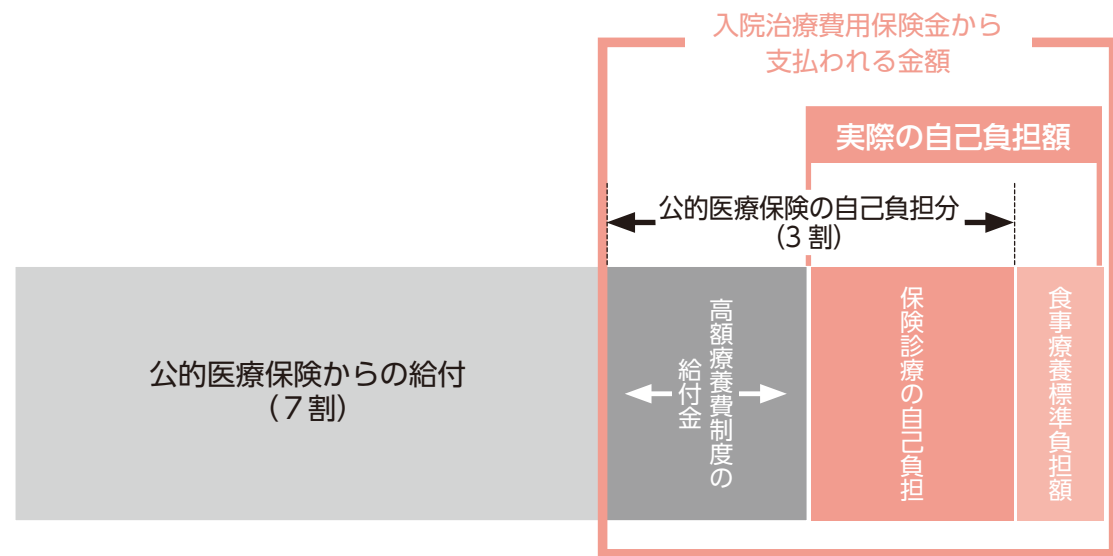 入院治療費用保険金から
支払われる金額
実際の自己負担額
公的医療保険の自己負担分
（3 割）
公的医療保険からの給付
（７割）
高額療養費制度の
給付金
保険診療の自己負担
食事療養標準負担額